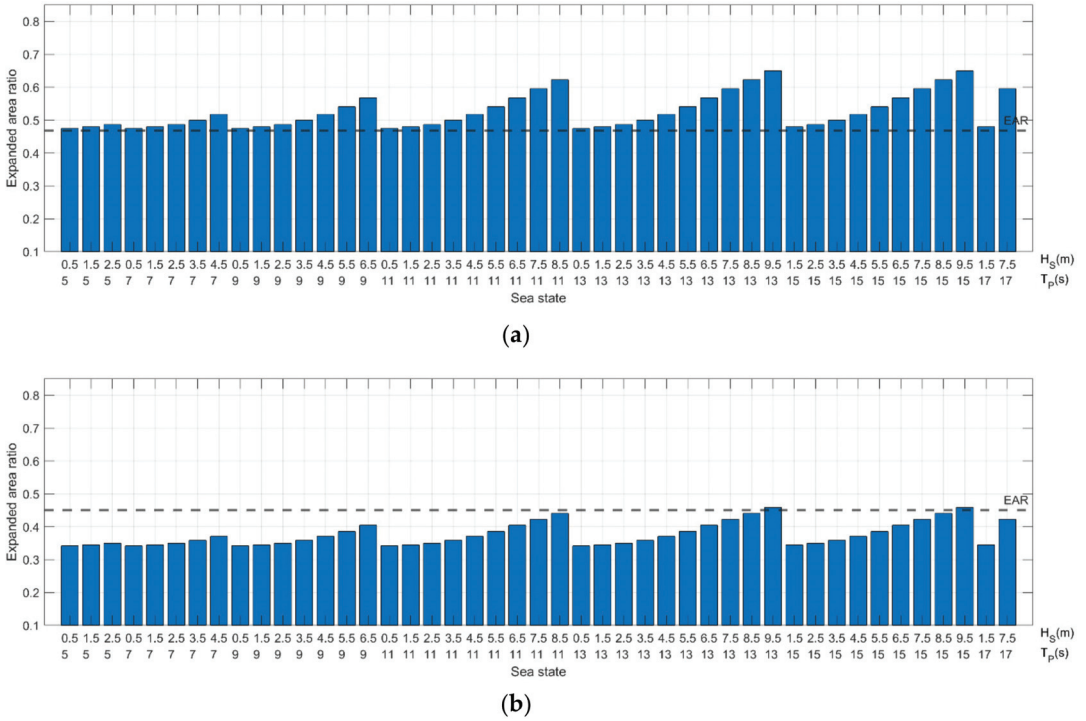 0.8
0.7
0.6
0.5
0.4
0.3
0.2
0.1
Expanded area ratio
EAR
0.5 1.5 2.5 0.5 1.5 2.5 3.5 4.5 0.5 1.5 2.5 3.5 4.5 5.5 6.5 0.5 1.5 2.5 3.5 4.5 5.5 6.5 7.5 8.5 0.5 1.5 2.5 3.5 4.5 5.5 6.5 7.5 8.5 9.5 1.5 2.5 3.5 4.5 5.5 6.5 7.5 8.5 9.5 1.5 7.5 H_S(m)
5 5 5 7 7 7 7 7 9 9 9 9 9 9 9 11 11 11 11 11 11 11 11 11 13 13 13 13 13 13 13 13 13 13 15 15 15 15 15 15 15 15 15 17 17 T_P(s)
Sea state
(a)
0.8
0.7
0.6
0.5
0.4
0.3
0.2
0.1
Expanded area ratio
EAR
0.5 1.5 2.5 0.5 1.5 2.5 3.5 4.5 0.5 1.5 2.5 3.5 4.5 5.5 6.5 0.5 1.5 2.5 3.5 4.5 5.5 6.5 7.5 8.5 0.5 1.5 2.5 3.5 4.5 5.5 6.5 7.5 8.5 9.5 1.5 2.5 3.5 4.5 5.5 6.5 7.5 8.5 9.5 1.5 7.5 H_S(m)
5 5 5 7 7 7 7 7 9 9 9 9 9 9 9 11 11 11 11 11 11 11 11 11 13 13 13 13 13 13 13 13 13 13 15 15 15 15 15 15 15 15 15 17 17 T_P(s)
Sea state
(b)